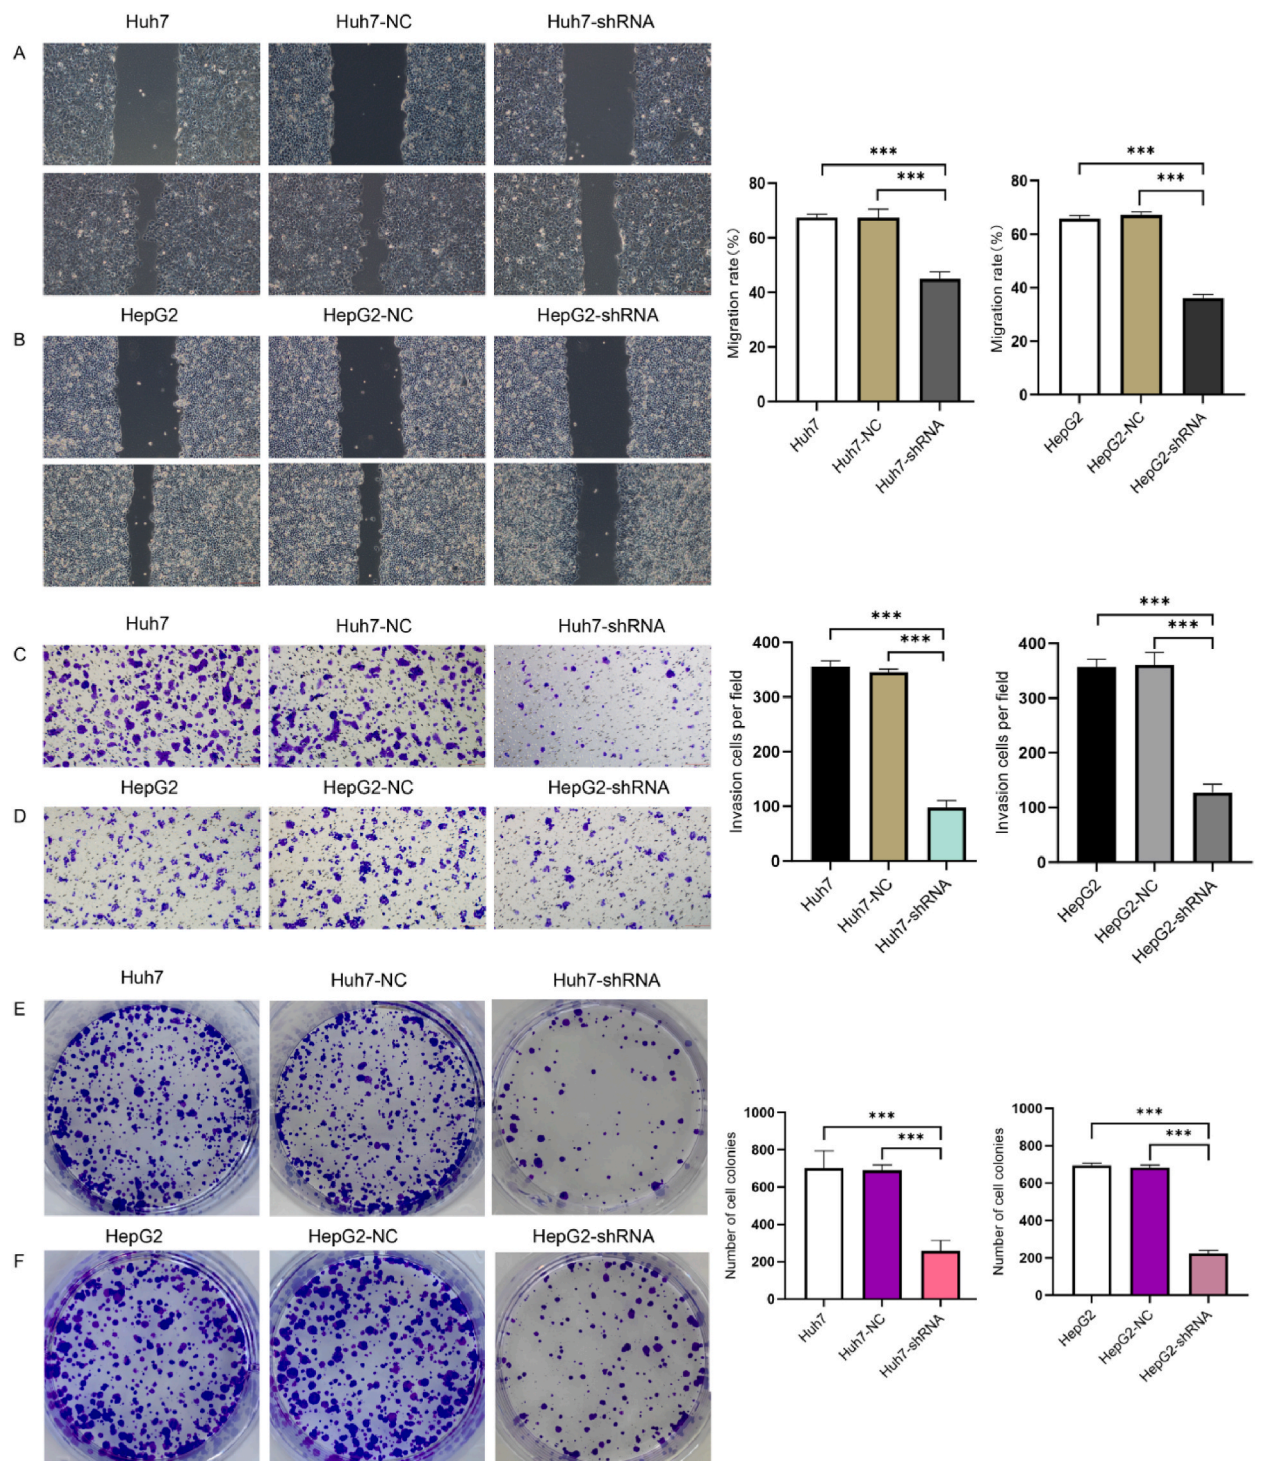 Huh7 Huh7-NC Huh7-shRNA
A
HepG2 HepG2-NC HepG2-shRNA
B
*** ***
80 60 40 20 0
Migration rate(%)
Huh7 Huh7-NC Huh7-shRNA
*** ***
80 60 40 20 0
Migration rate(%)
HepG2 HepG2-NC HepG2-shRNA
Huh7 Huh7-NC Huh7-shRNA
C
HepG2 HepG2-NC HepG2-shRNA
D
*** ***
400 300 200 100 0
Invasion cells per field
Huh7 Huh7-NC Huh7-shRNA
*** ***
400 300 200 100 0
Invasion cells per field
HepG2 HepG2-NC HepG2-shRNA
Huh7 Huh7-NC Huh7-shRNA
E
HepG2 HepG2-NC HepG2-shRNA
F
*** ***
1000 800 600 400 200 0
Number of cell colonies
Huh7 Huh7-NC Huh7-shRNA
*** ***
1000 800 600 400 200 0
Number of cell colonies
HepG2 HepG2-NC HepG2-shRNA